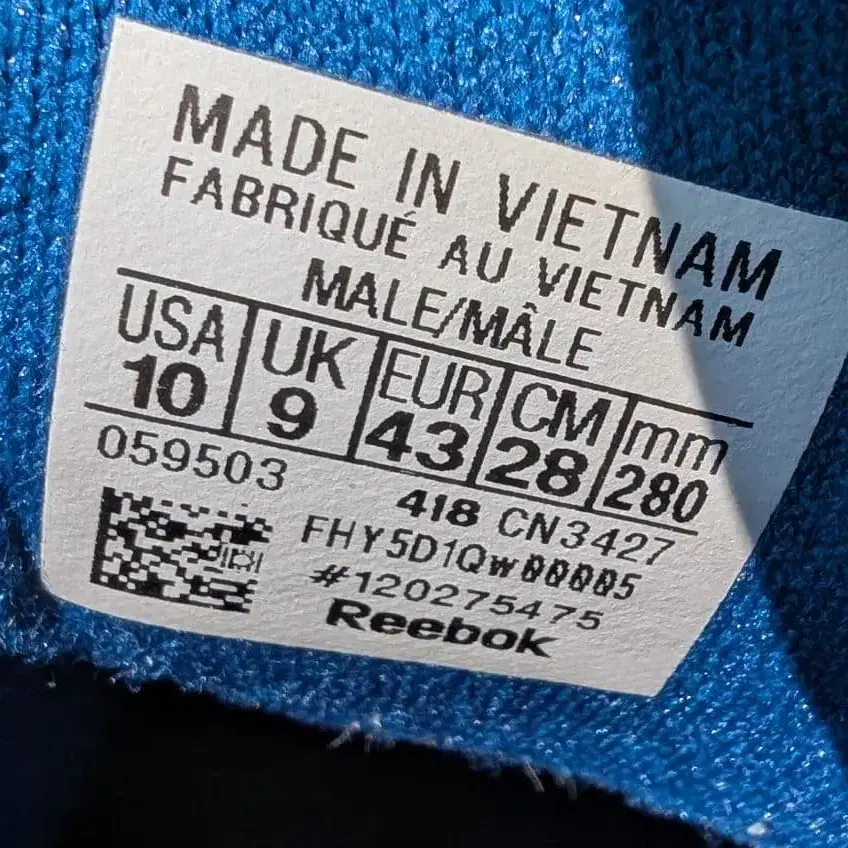 MADE IN VIETNAM
FABRIQUÉ AU VIETNAM
MALE/MÂLE
USA UK EUR CM mm
10 9 43 28 280
059503
418 CN3427
FHY5D1Qw00005
#120275475
Reebok